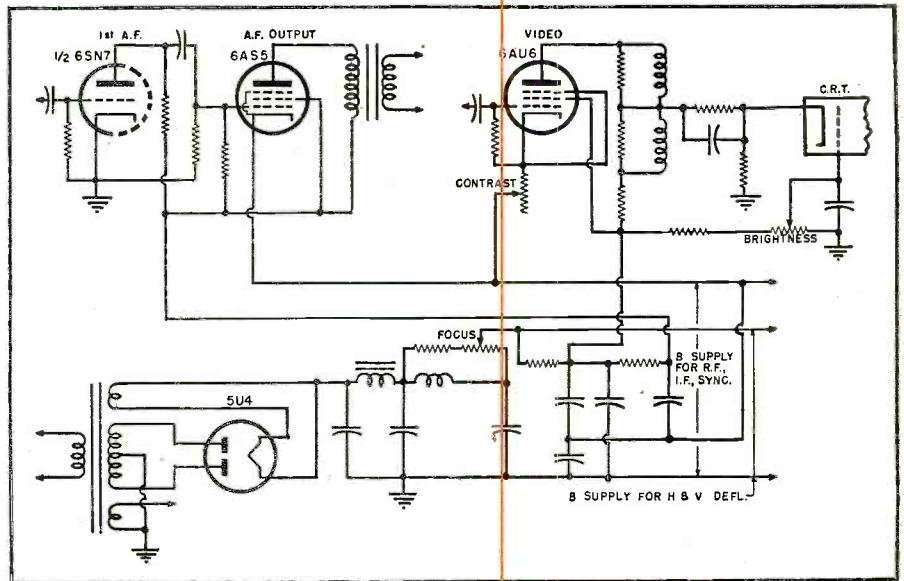 1st A.F.
1/2 6SN7
A.F. OUTPUT
6AS5
VIDEO
6AU6
C.R.T.
CONTRAST
BRIGHTNESS
FOCUS
B SUPPLY
FOR R.F.,
I.F., SYNC.
5U4
B SUPPLY FOR H & V DEFL.